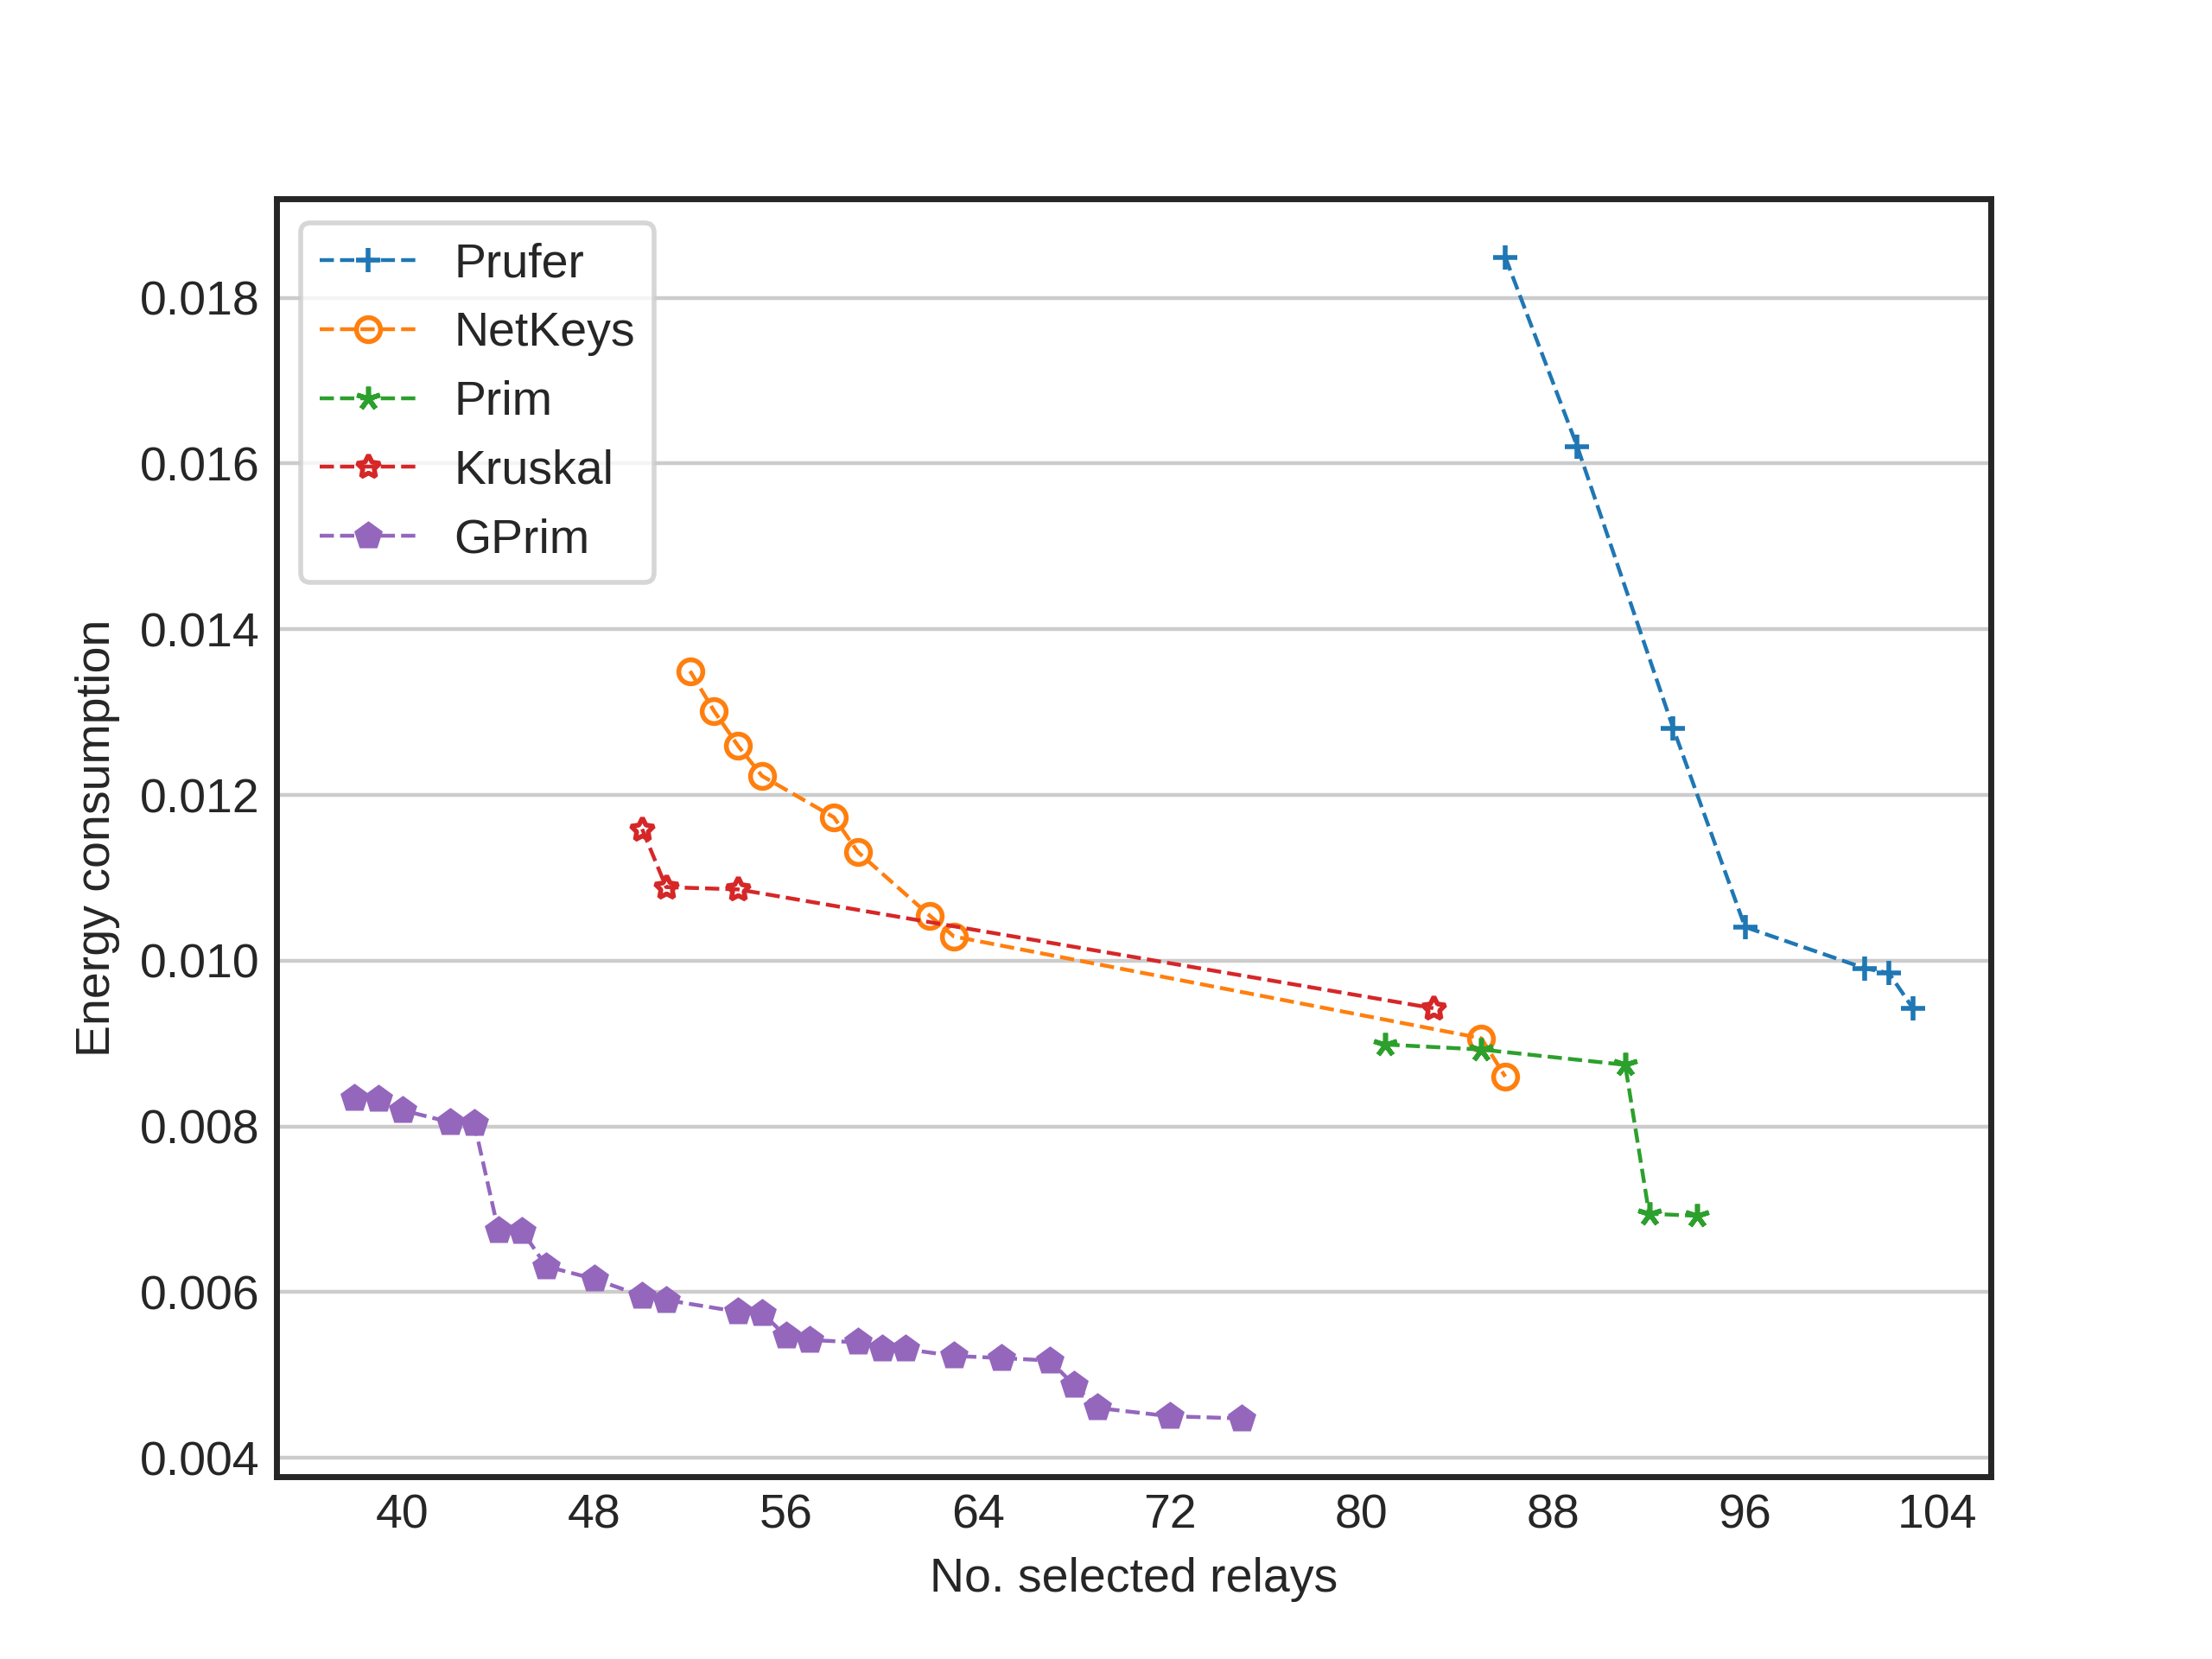 Prufer
NetKeys
Prim
Kruskal
GPrim
0.018
0.016
0.014
0.012
0.010
0.008
0.006
0.004
Energy consumption
40 48 56 64 72 80 88 96 104
No. selected relays